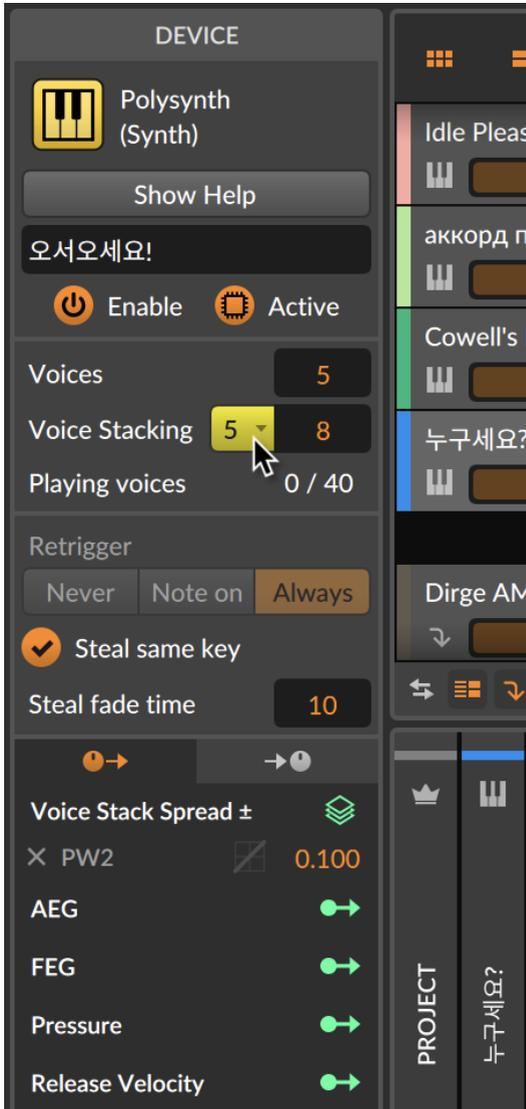 DEVICE
Polysynth
(Synth)
Show Help
오서오세요!
Enable Active
Voices 5
Voice Stacking 5 8
Playing voices 0 / 40
Retrigger
Never Note on Always
Steal same key
Steal fade time 10
Voice Stack Spread ±
PW2 0.100
AEG
FEG
Pressure
Release Velocity
Idle Pleas
аккорд п
Cowell's
누구세요?
Dirge AM
PROJECT
누구세요?